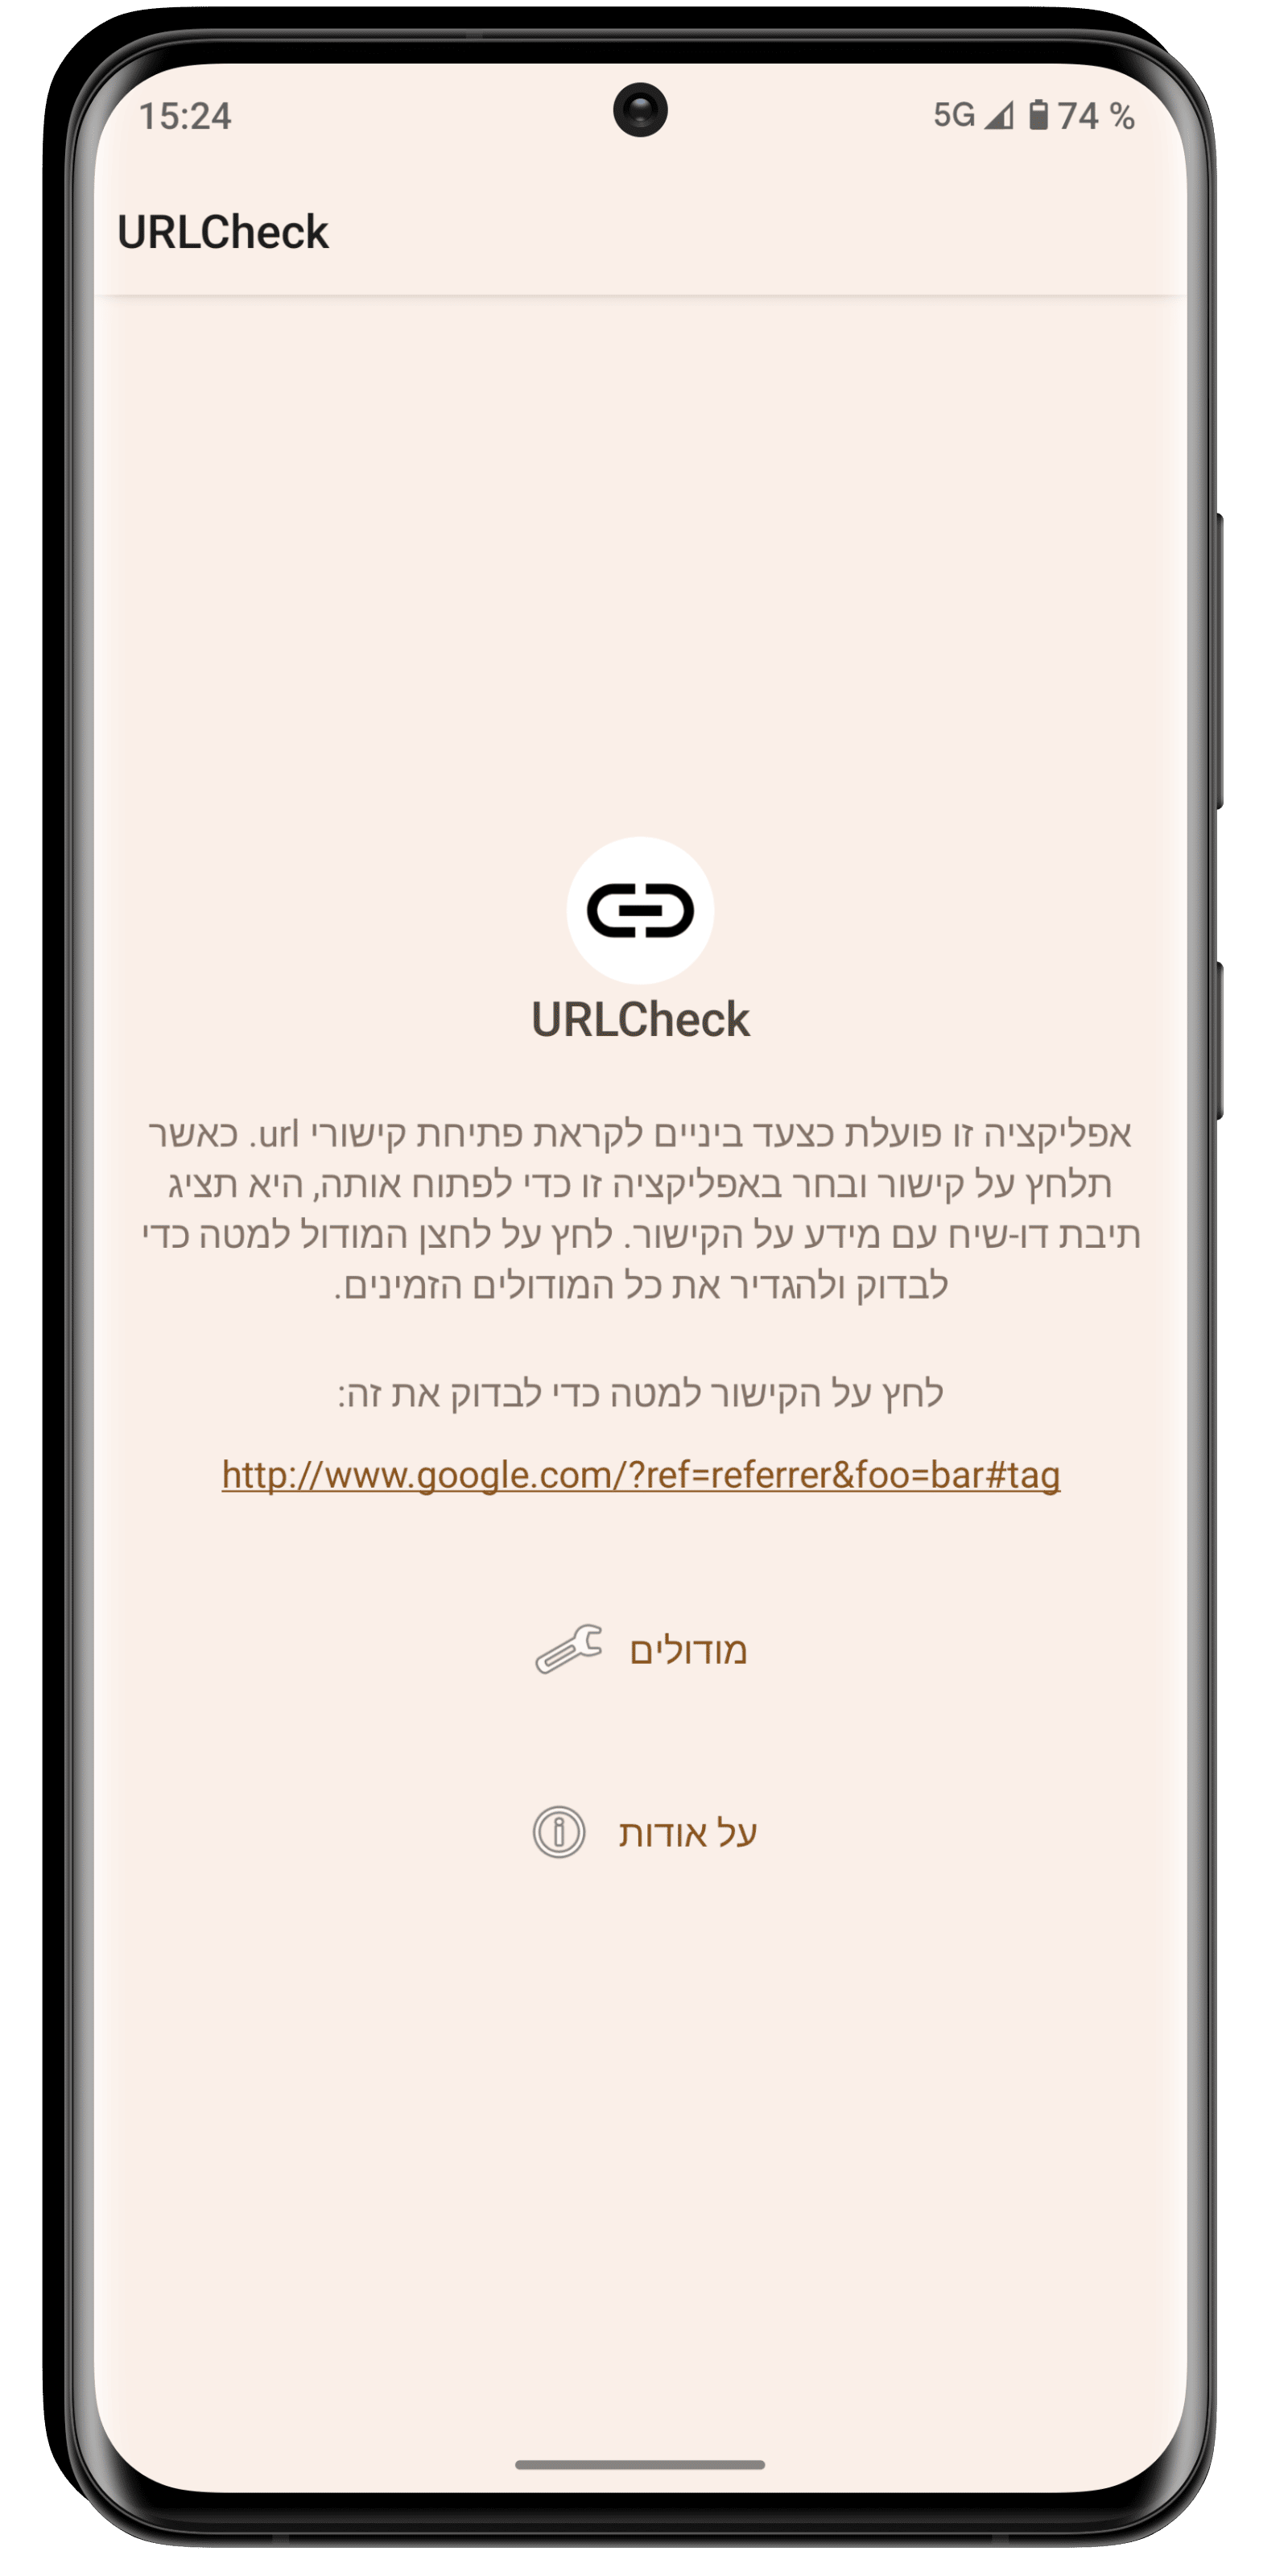 15:24
5G 74 %
URLCheck
URLCheck
אפליקציה זו פועלת כצעד ביניים לקראת פתיחת קישורי url. כאשר
תלחץ על קישור ובחר באפליקציה זו כדי לפתוח אותה, היא תציג
תיבת דו-שיח עם מידע על הקישור. לחץ על לחצן המודול למטה כדי
לבדוק ולהגדיר את כל המודולים הזמינים.
לחץ על הקישור למטה כדי לבדוק את זה:
http://www.google.com/?ref=referrer&foo=bar#tag
מודולים
על אודות